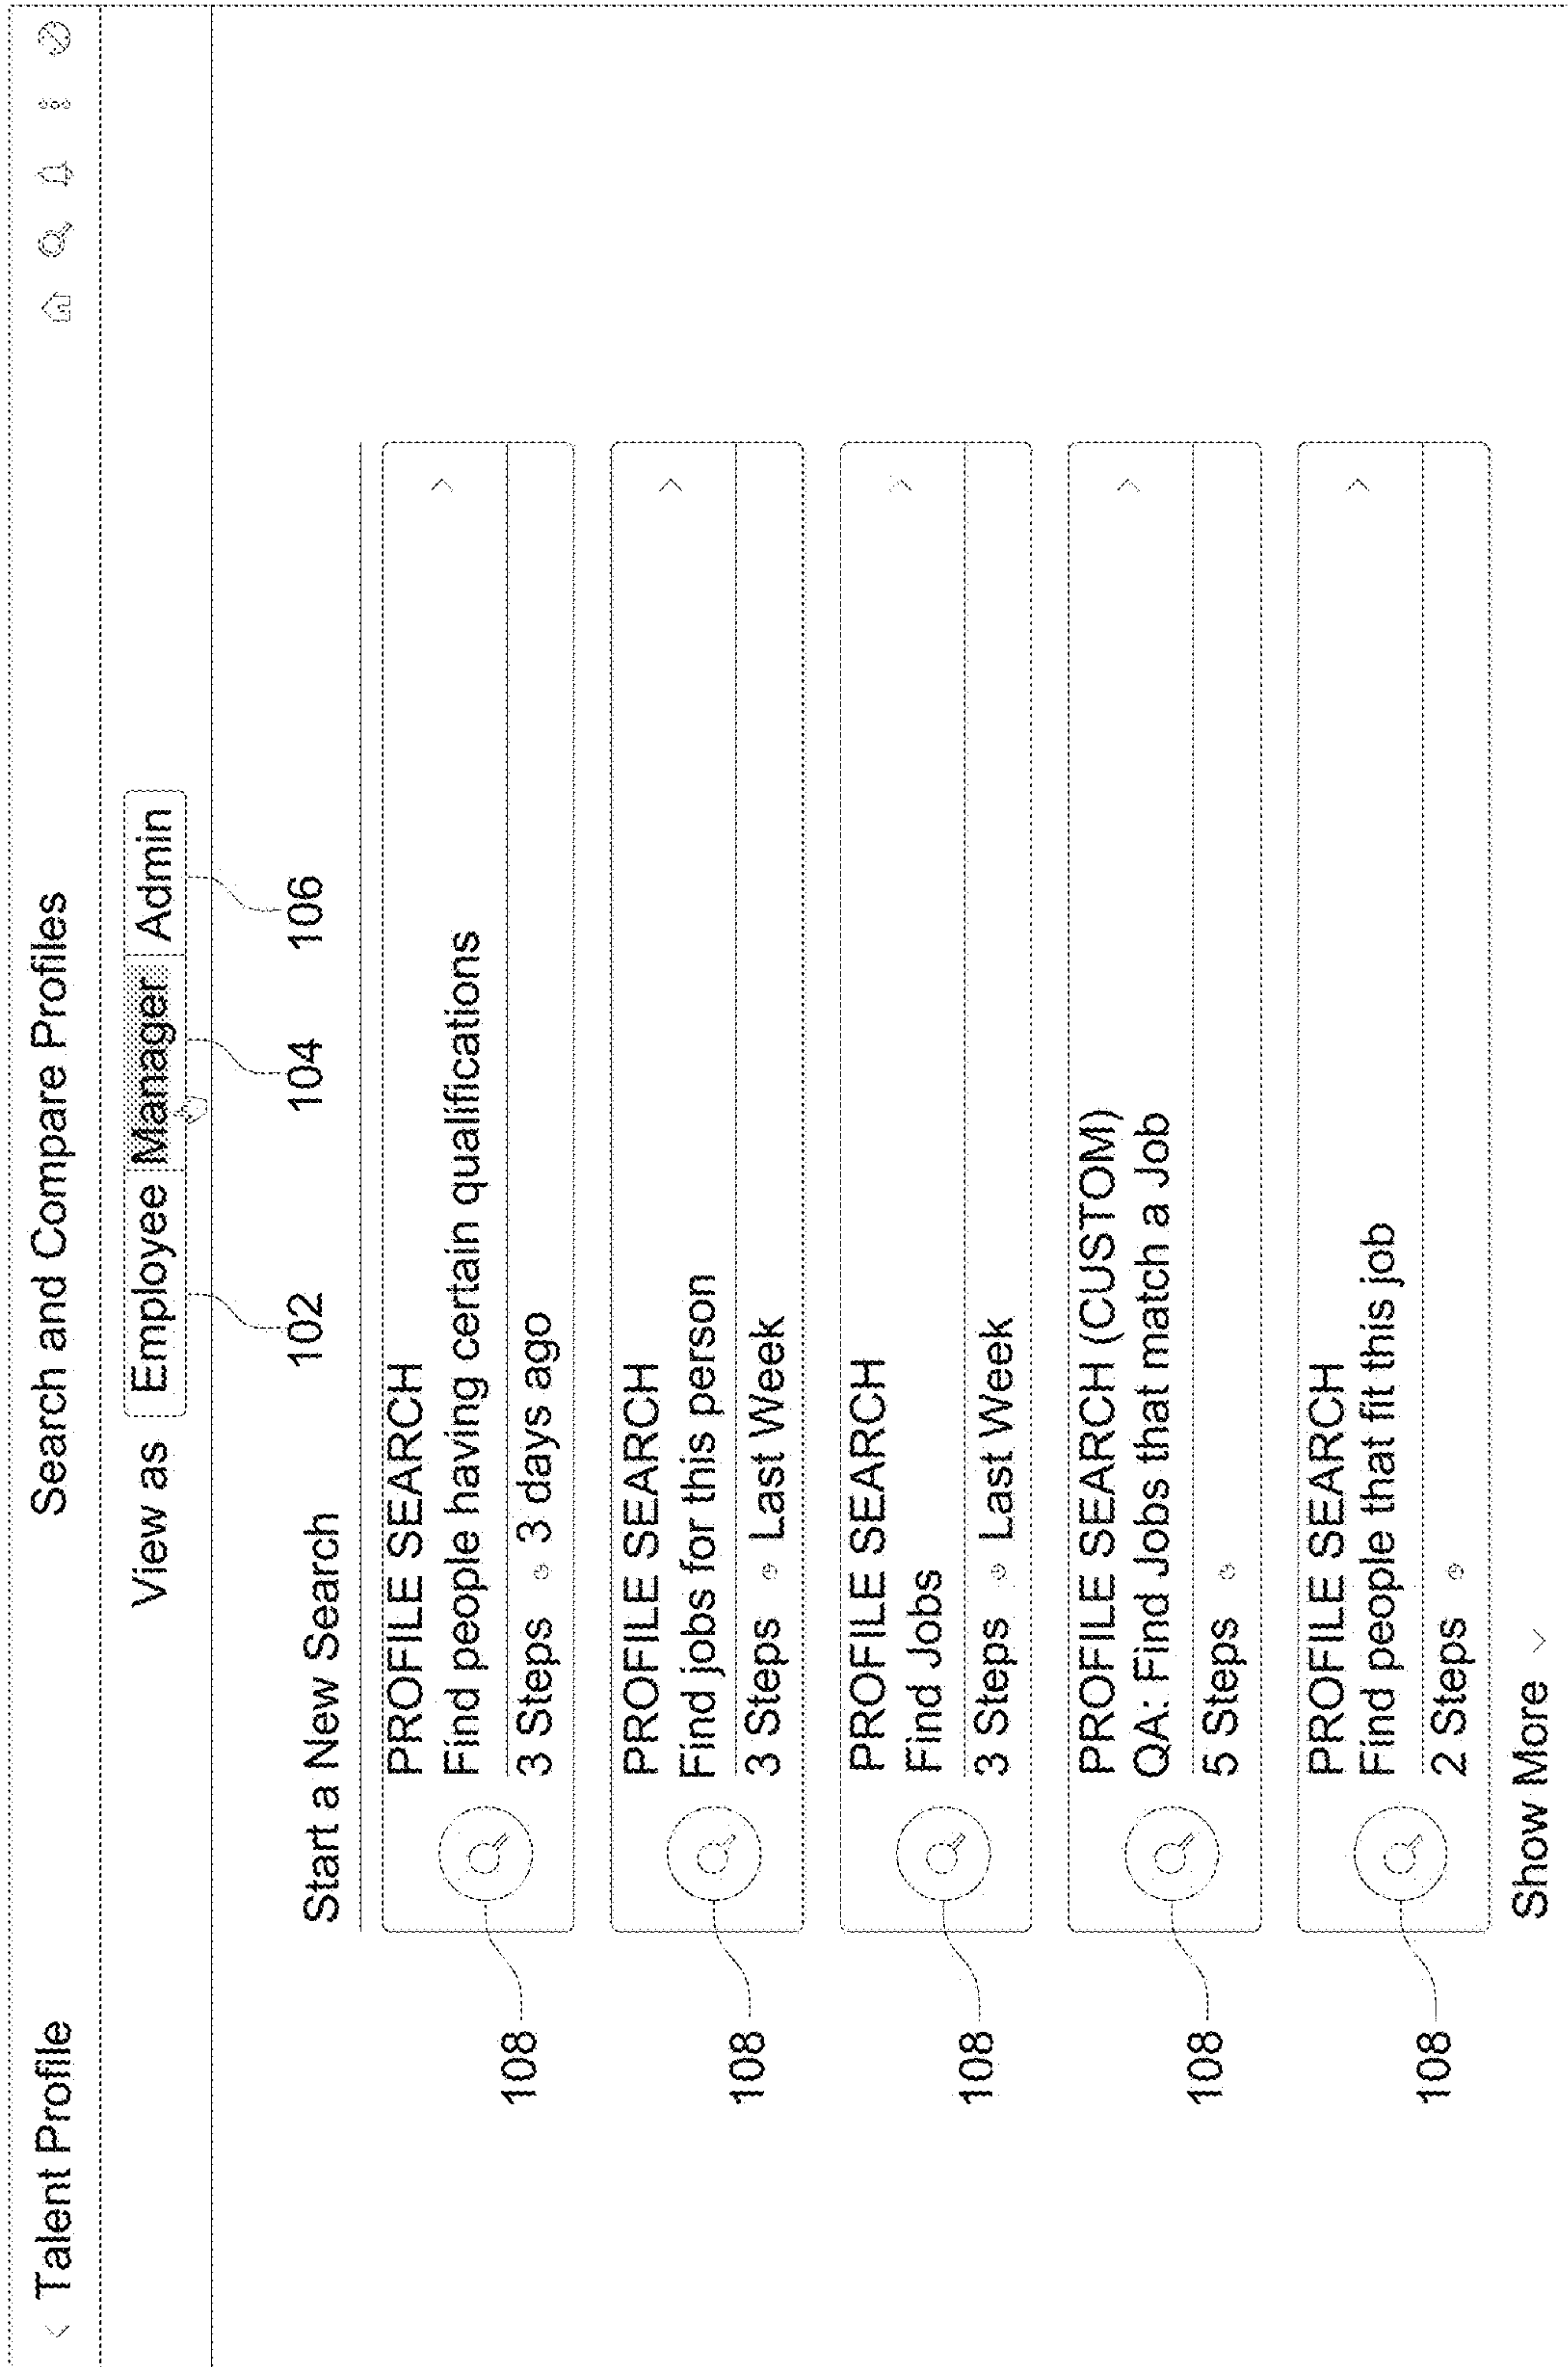 Talent Profile
Search and Compare Profiles
View as Employee Manager Admin
102 104 106
Start a New Search
PROFILE SEARCH
Find people having certain qualifications
3 Steps 3 days ago
108
PROFILE SEARCH
Find jobs for this person
3 Steps Last Week
108
PROFILE SEARCH
Find Jobs
3 Steps Last Week
108
PROFILE SEARCH (CUSTOM)
QA: Find Jobs that match a Job
5 Steps
108
PROFILE SEARCH
Find people that fit this job
2 Steps
108
Show More